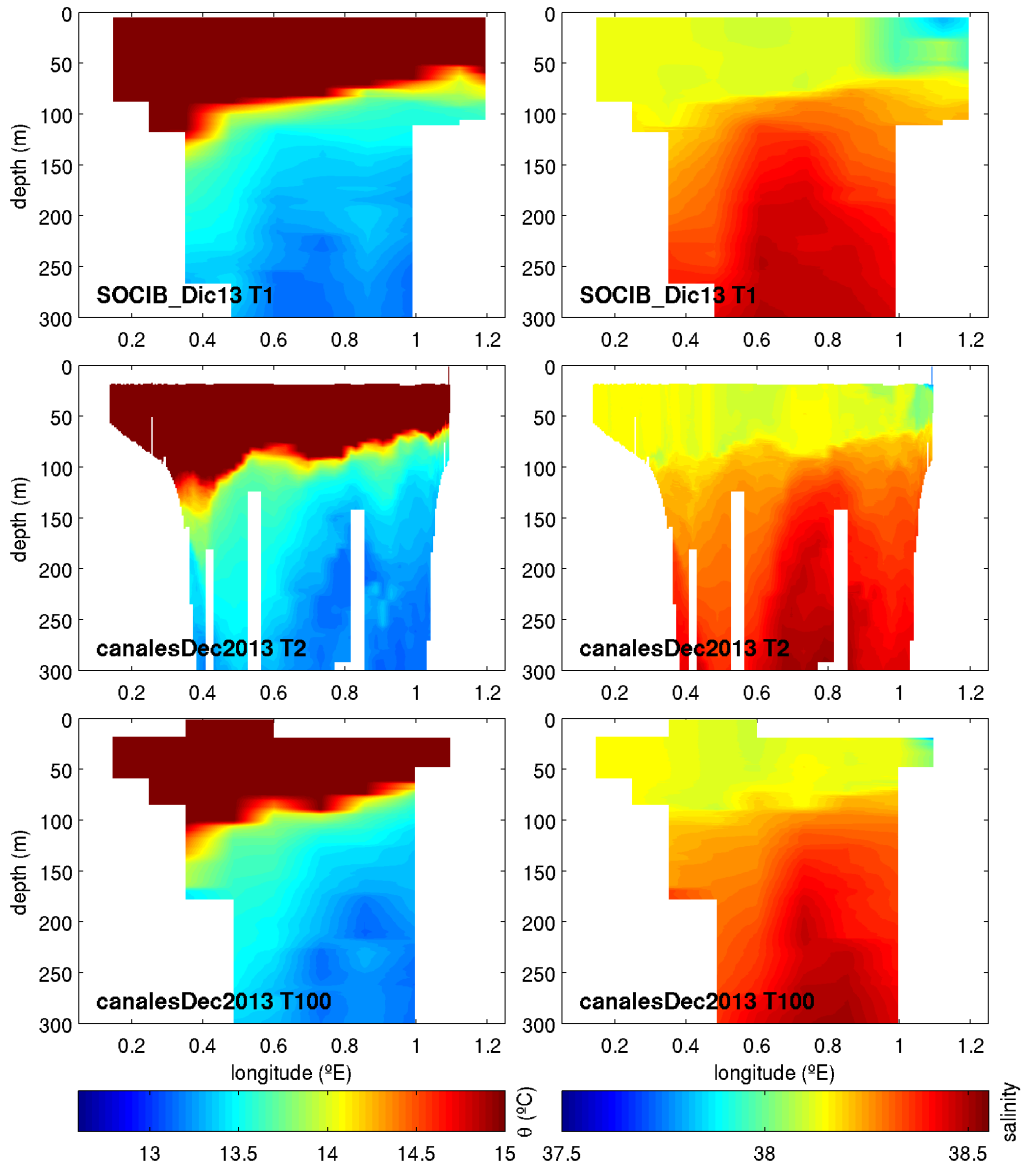 0
50
100
150
200
250
300
depth (m)
SOCIB_Dic13 T1
0.2 0.4 0.6 0.8 1 1.2
0
50
100
150
200
250
300
SOCIB_Dic13 T1
0.2 0.4 0.6 0.8 1 1.2
0
50
100
150
200
250
300
depth (m)
canalesDec2013 T2
0.2 0.4 0.6 0.8 1 1.2
0
50
100
150
200
250
300
canalesDec2013 T2
0.2 0.4 0.6 0.8 1 1.2
0
50
100
150
200
250
300
depth (m)
canalesDec2013 T100
0.2 0.4 0.6 0.8 1 1.2
longitude (ºE)
0
50
100
150
200
250
300
canalesDec2013 T100
0.2 0.4 0.6 0.8 1 1.2
longitude (ºE)
13 13.5 14 14.5 15
θ (ºC)
37.5 38 38.5
salinity